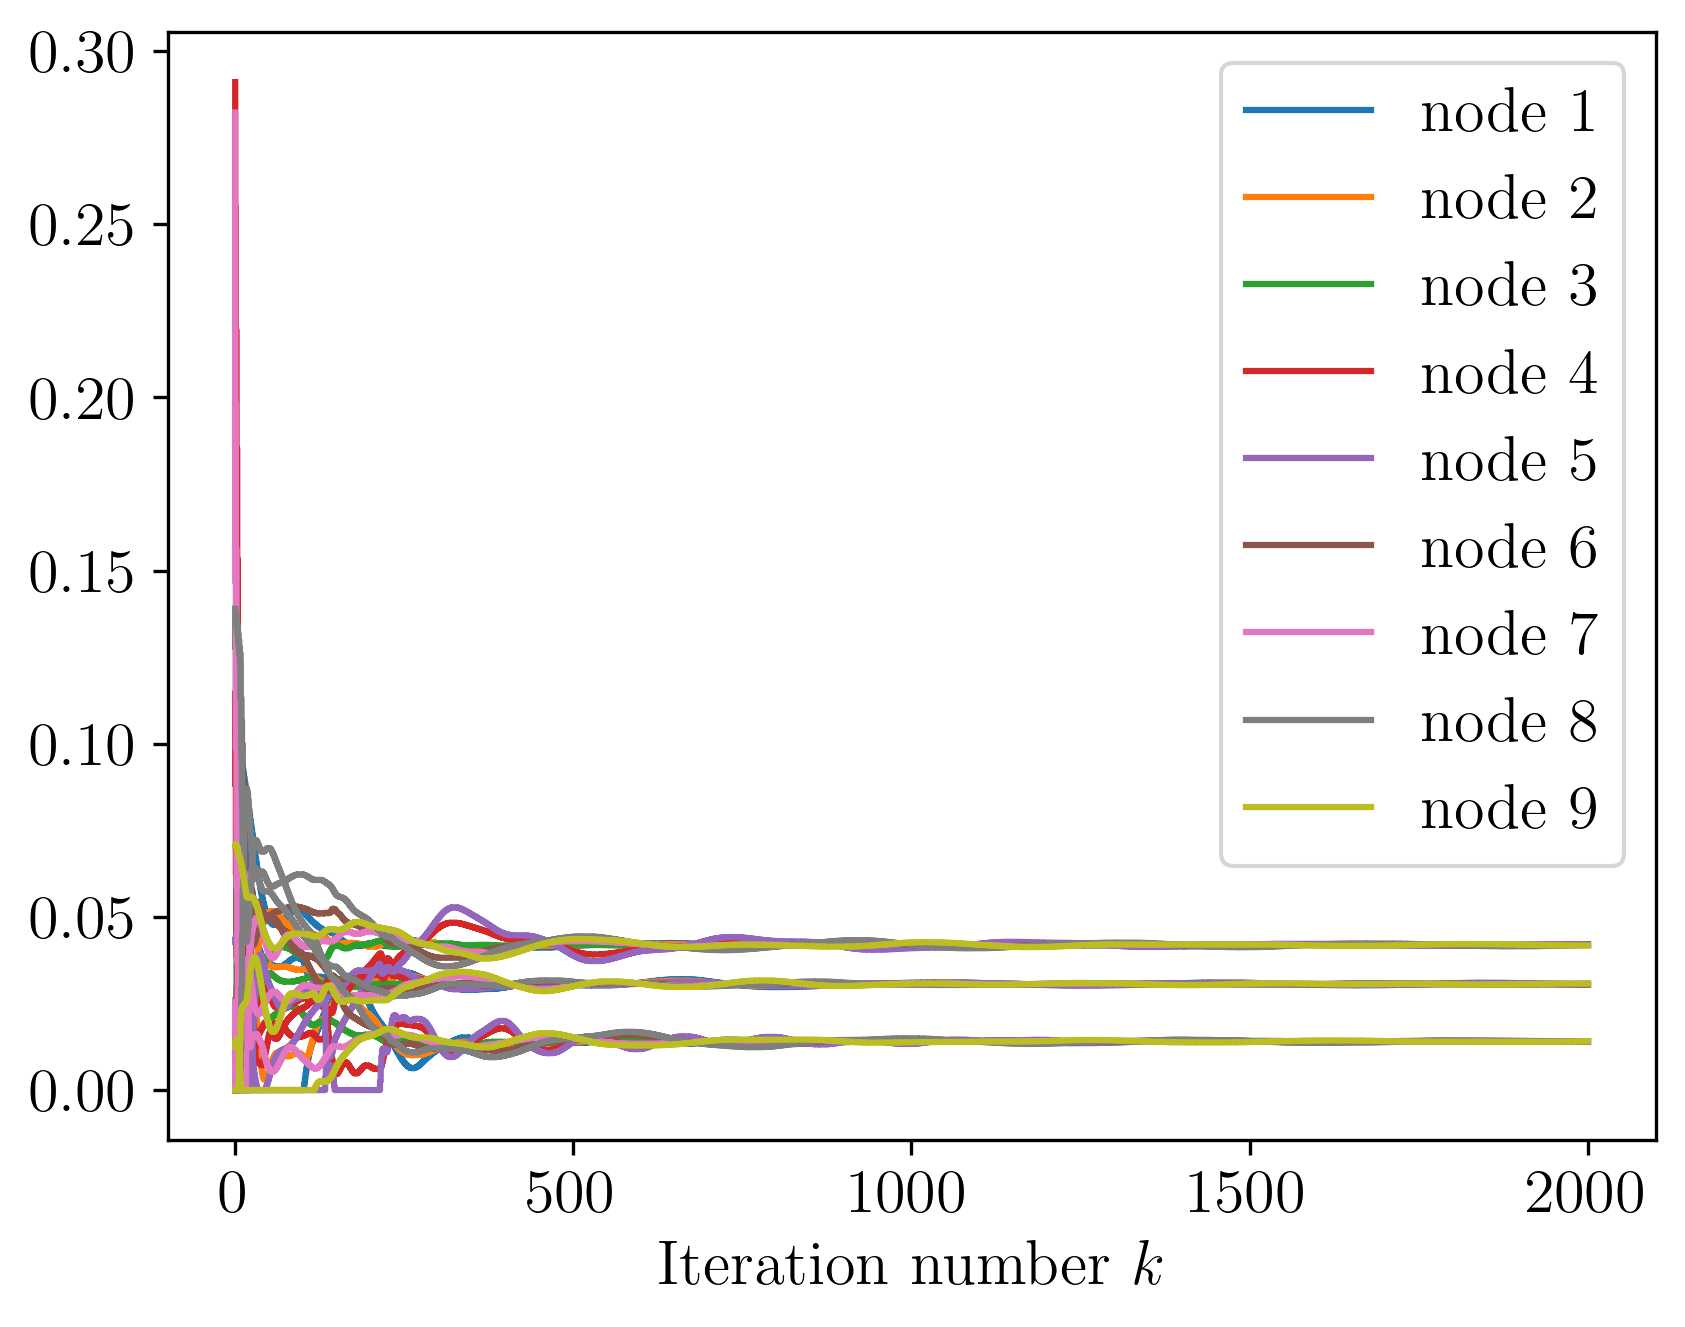 0.30
0.25
0.20
0.15
0.10
0.05
0.00
0 500 1000 1500 2000
Iteration number k
node 1
node 2
node 3
node 4
node 5
node 6
node 7
node 8
node 9